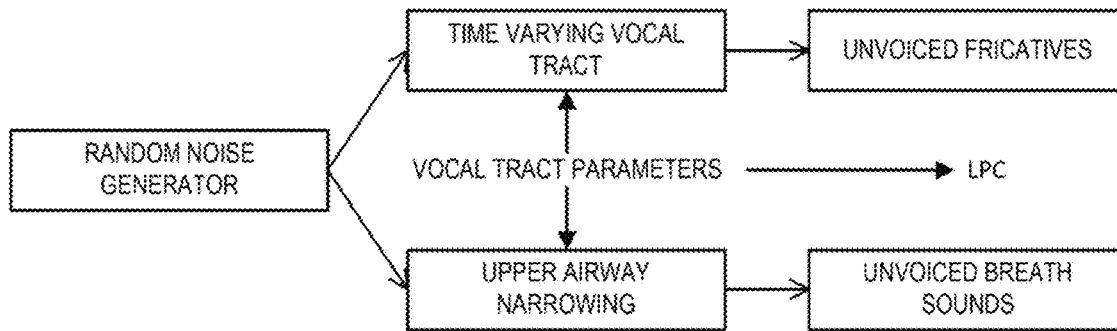 TIME VARYING VOCAL
TRACT
UNVOICED FRICATIVES
RANDOM NOISE
GENERATOR
VOCAL TRACT PARAMETERS
LPC
UPPER AIRWAY
NARROWING
UNVOICED BREATH
SOUNDS